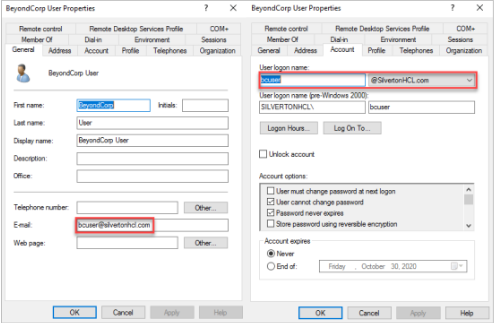 BeyondCorp User Properties ? ×
Remote control Remote Desktop Services Profile COM+
Member Of Dial-in Environment Sessions
General Address Account Profile Telephones Organization
BeyondCorp User
First name: BeyondCorp Initials:
Last name: User
Display name: BeyondCorp User
Description:
Office:
Telephone number: Other...
E-mail: bcuser@silvertonhcl.com
Web page: Other...
OK Cancel Apply Help
BeyondCorp User Properties ? ×
Remote control Remote Desktop Services Profile COM+
Member Of Dial-in Environment Sessions
General Address Account Profile Telephones Organization
User logon name:
bcuser @SilvertonHCL.com
User logon name (pre-Windows 2000):
SILVERTONHCL\ bcuser
Logon Hours... Log On To...
Unlock account
Account options:
User must change password at next logon
User cannot change password
Password never expires
Store password using reversible encryption
Account expires
Never
End of: Friday , October 30, 2020
OK Cancel Apply Help